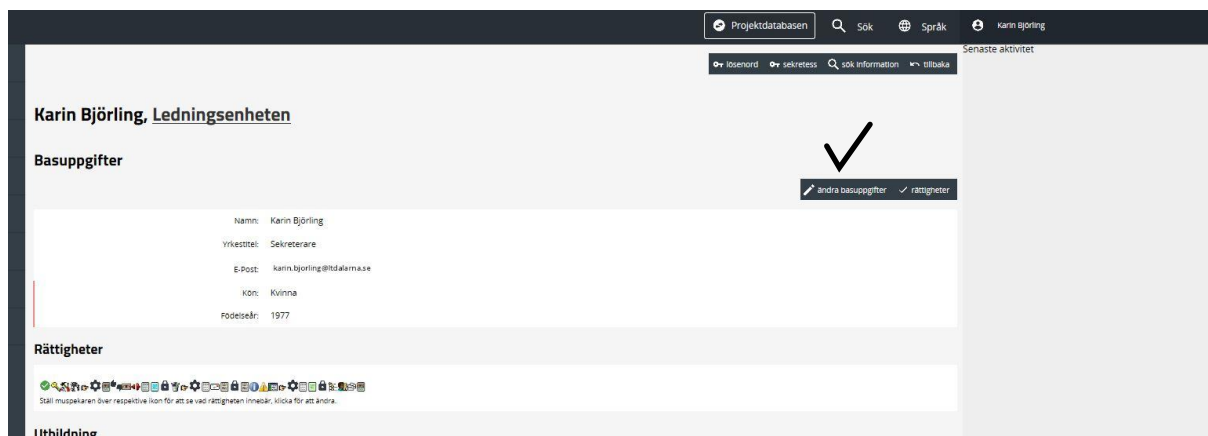 Projektdatabasen Sök Språk Karin Björling
Senaste aktivitet
lösenord sekretess sök information tillbaka
Karin Björling, Ledningsenheten
Basuppgifter
ändra basuppgifter rättigheter
Namn: Karin Björling
Yrkestitel: Sekreterare
E-Post: karin.bjorling@ltdalarna.se
Kön: Kvinna
Födelseår: 1977
Rättigheter
Ställ muspekaren över respektive ikon för att se vad rättigheten innebär, klicka för att ändra.
Utbildning